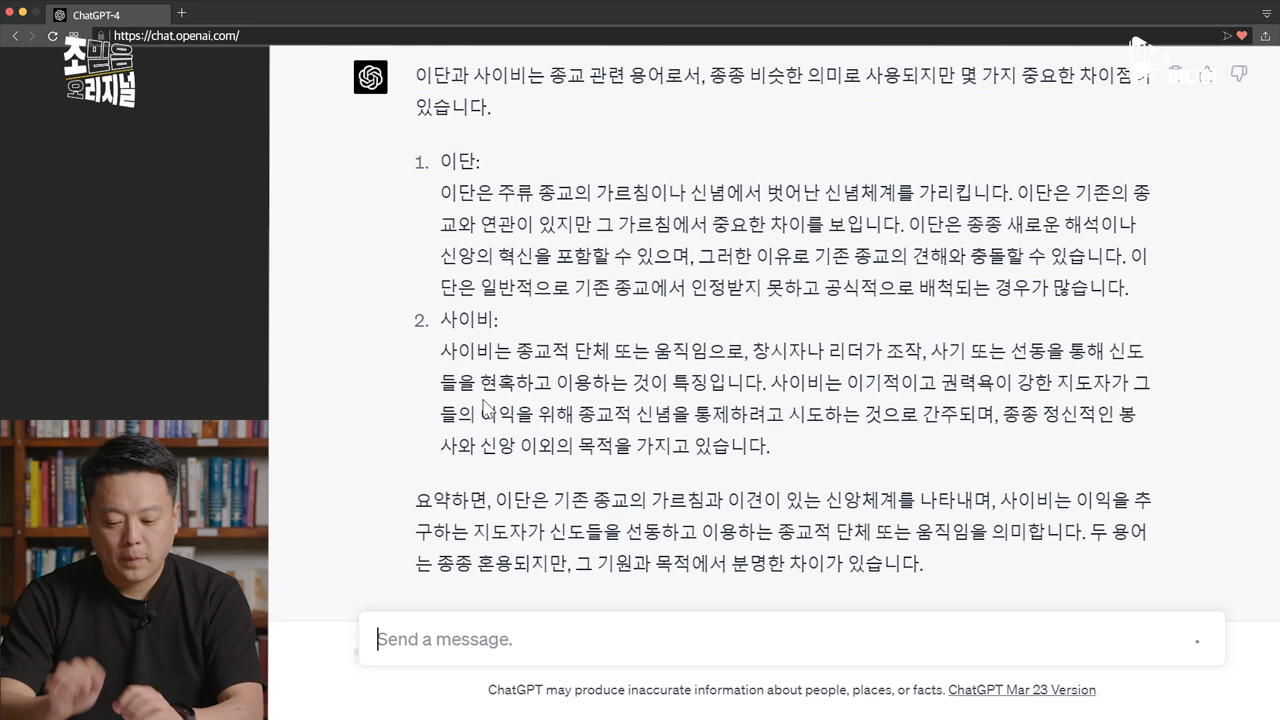 ChatGPT-4
https://chat.openai.com/
조믿음
오리지널
이단과 사이비는 종교 관련 용어로서, 종종 비슷한 의미로 사용되지만 몇 가지 중요한 차이점이
있습니다.
1. 이단:
이단은 주류 종교의 가르침이나 신념에서 벗어난 신념체계를 가리킵니다. 이단은 기존의 종
교와 연관이 있지만 그 가르침에서 중요한 차이를 보입니다. 이단은 종종 새로운 해석이나
신앙의 혁신을 포함할 수 있으며, 그러한 이유로 기존 종교의 견해와 충돌할 수 있습니다. 이
단은 일반적으로 기존 종교에서 인정받지 못하고 공식적으로 배척되는 경우가 많습니다.
2. 사이비:
사이비는 종교적 단체 또는 움직임으로, 창시자나 리더가 조작, 사기 또는 선동을 통해 신도
들을 현혹하고 이용하는 것이 특징입니다. 사이비는 이기적이고 권력욕이 강한 지도자가 그
들의 이익을 위해 종교적 신념을 통제하려고 시도하는 것으로 간주되며, 종종 정신적인 봉
사와 신앙 이외의 목적을 가지고 있습니다.
요약하면, 이단은 기존 종교의 가르침과 이견이 있는 신앙체계를 나타내며, 사이비는 이익을 추
구하는 지도자가 신도들을 선동하고 이용하는 종교적 단체 또는 움직임을 의미합니다. 두 용어
는 종종 혼용되지만, 그 기원과 목적에서 분명한 차이가 있습니다.
Send a message.
ChatGPT may produce inaccurate information about people, places, or facts. ChatGPT Mar 23 Version